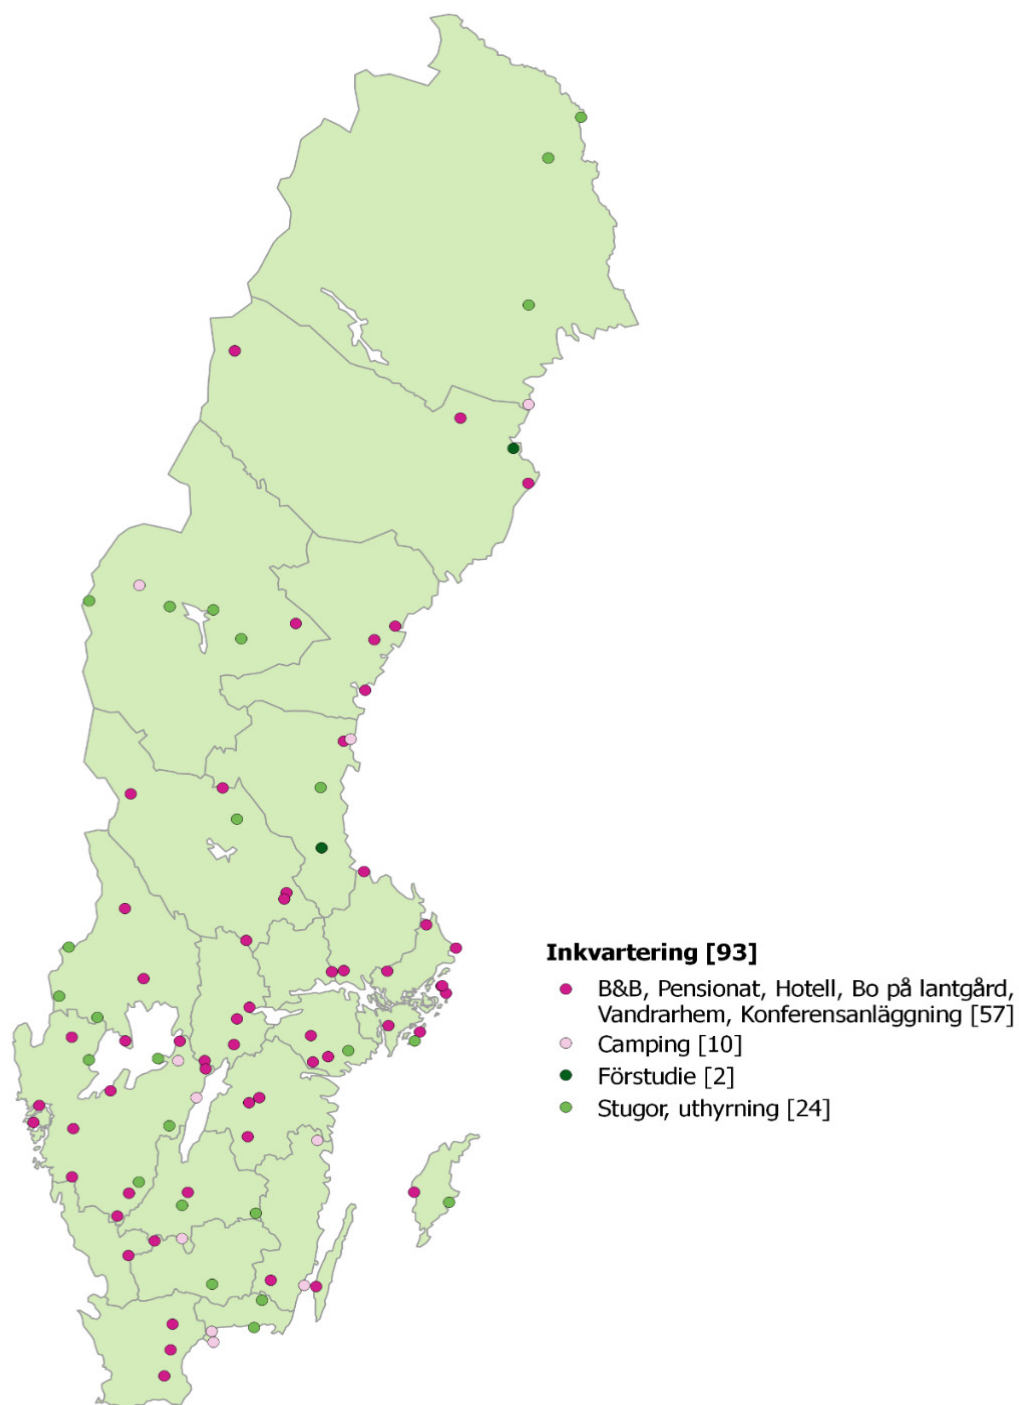 Inkvartering [93]
B&B, Pensionat, Hotell, Bo på lantgård,
Vandrarhem, Konferensanläggning [57]
Camping [10]
Förstudie [2]
Stugor, uthyrning [24]